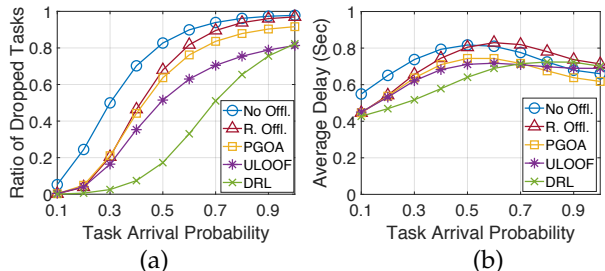 Ratio of Dropped Tasks
1
0.8
0.6
0.4
0.2
0
0.1 0.3 0.5 0.7 0.9
No Offl.
R. Offl.
PGOA
ULOOF
DRL
Task Arrival Probability
(a)
Average Delay (Sec)
1
0.8
0.6
0.4
0.2
0
0.1 0.3 0.5 0.7 0.9
No Offl.
R. Offl.
PGOA
ULOOF
DRL
Task Arrival Probability
(b)